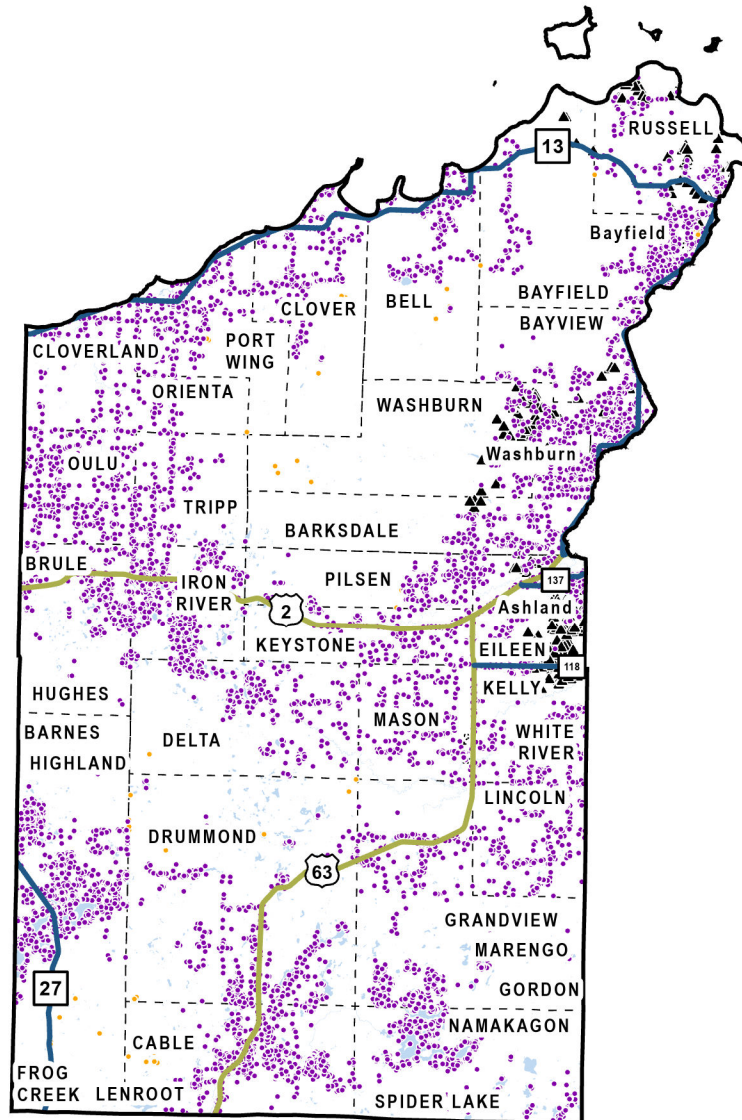 RUSSELL
13
Bayfield
BAYFIELD
BELL
CLOVER
BAYVIEW
PORT
WING
CLOVERLAND
ORIENTA
WASHBURN
Washburn
OULU
TRIPP
BARKSDALE
BRULE
PILSEN
IRON
RIVER
137
2
Ashland
KEYSTONE
EILEEN
118
KELLY
HUGHES
MASON
BARNES
DELTA
WHITE
RIVER
HIGHLAND
LINCOLN
DRUMMOND
63
GRANDVIEW
MARENGO
27
GORDON
NAMAKAGON
CABLE
FROG
CREEK
LENROOT
SPIDER LAKE